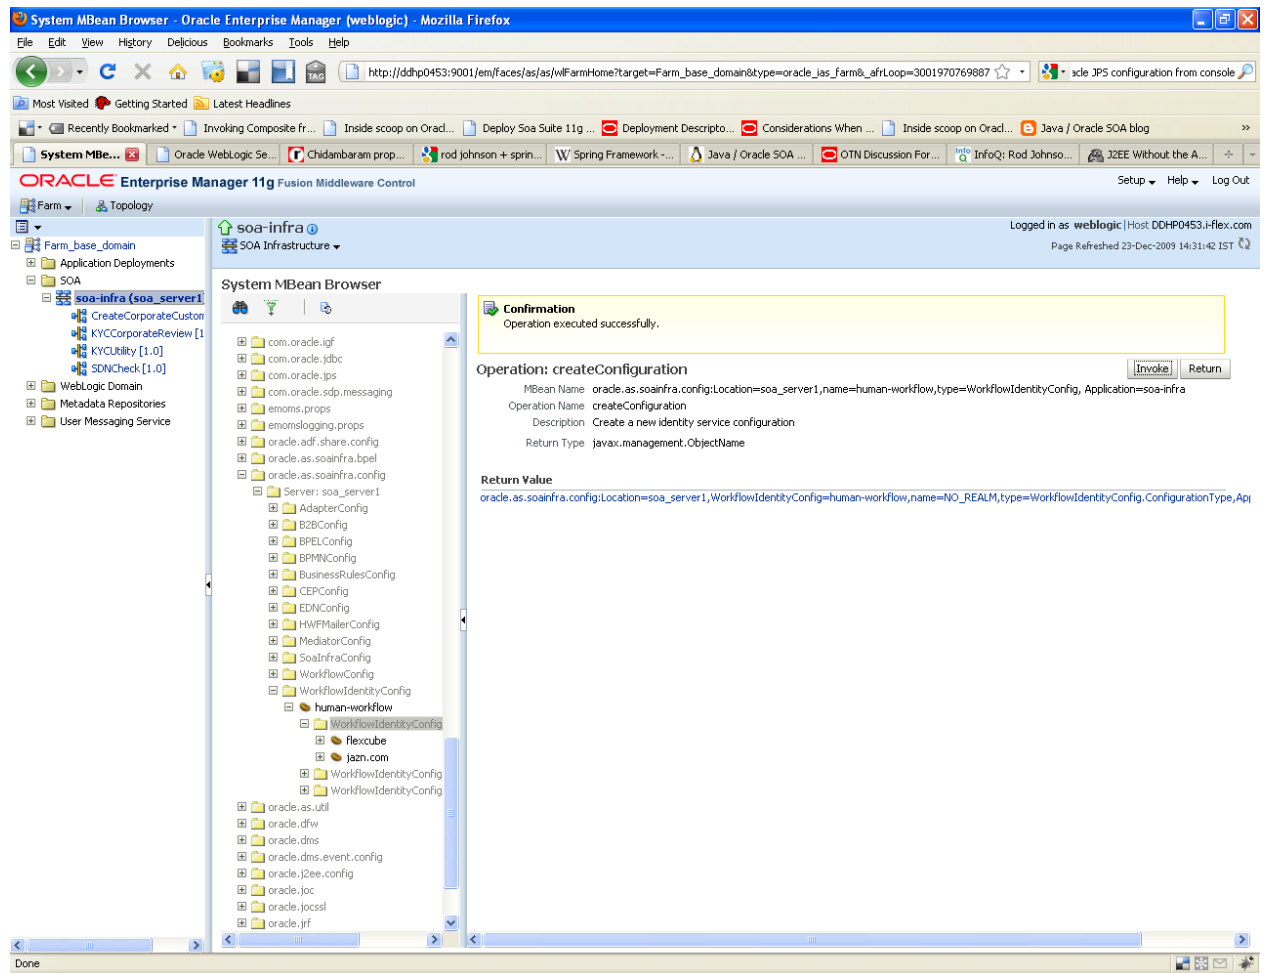 System MBean Browser - Oracle Enterprise Manager (weblogic) - Mozilla Firefox
File Edit View History Delicious Bookmarks Tools Help
TAG http://ddhp0453:9001/em/faces/as/as/wlFarmHome?target=Farm_base_domain&type=oracle_ias_farm&_afrLoop=3001970769887 acle JPS configuration from console
Most Visited Getting Started Latest Headlines
Recently Bookmarked Invoking Composite fr... Inside scoop on Oracl... Deploy Soa Suite 11g ... Deployment Descripto... Considerations When ... Inside scoop on Oracl... Java / Oracle SOA blog »
System MBe... Oracle WebLogic Se... Chidambaram prop... rod johnson + sprin... Spring Framework -... Java / Oracle SOA ... OTN Discussion For... InfoQ: Rod Johnso... J2EE Without the A...
ORACLE Enterprise Manager 11g Fusion Middleware Control Setup Help Log Out
Farm Topology
soa-infra Logged in as weblogic | Host DDHP0453.i-flex.com
SOA Infrastructure Page Refreshed 23-Dec-2009 14:31:42 IST
Farm_base_domain
Application Deployments
SOA
soa-infra (soa_server1
CreateCorporateCustom
KYCCorporateReview [1
KYCUtility [1.0]
SDNCheck [1.0]
WebLogic Domain
Metadata Repositories
User Messaging Service
System MBean Browser
com.oracle.igf
com.oracle.jdbc
com.oracle.jps
com.oracle.sdp.messaging
emoms.props
emomslogging.props
oracle.adf.share.config
oracle.as.soainfra.bpel
oracle.as.soainfra.config
Server: soa_server1
AdapterConfig
B2BConfig
BPELConfig
BPMNConfig
BusinessRulesConfig
CEPConfig
EDNConfig
HWFMailerConfig
MediatorConfig
SoaInfraConfig
WorkflowConfig
WorkflowIdentityConfig
human-workflow
WorkflowIdentityConfig
flexcube
jazn.com
WorkflowIdentityConfig
WorkflowIdentityConfig
oracle.as.util
oracle.dfw
oracle.dms
oracle.dms.event.config
oracle.j2ee.config
oracle.joc
oracle.jocssl
oracle.jrf
Confirmation
Operation executed successfully.
Operation: createConfiguration Invoke Return
MBean Name oracle.as.soainfra.config:Location=soa_server1,name=human-workflow,type=WorkflowIdentityConfig, Application=soa-infra
Operation Name createConfiguration
Description Create a new identity service configuration
Return Type javax.management.ObjectName
Return Value
oracle.as.soainfra.config:Location=soa_server1,WorkflowIdentityConfig=human-workflow,name=NO_REALM,type=WorkflowIdentityConfig.ConfigurationType,App
Done